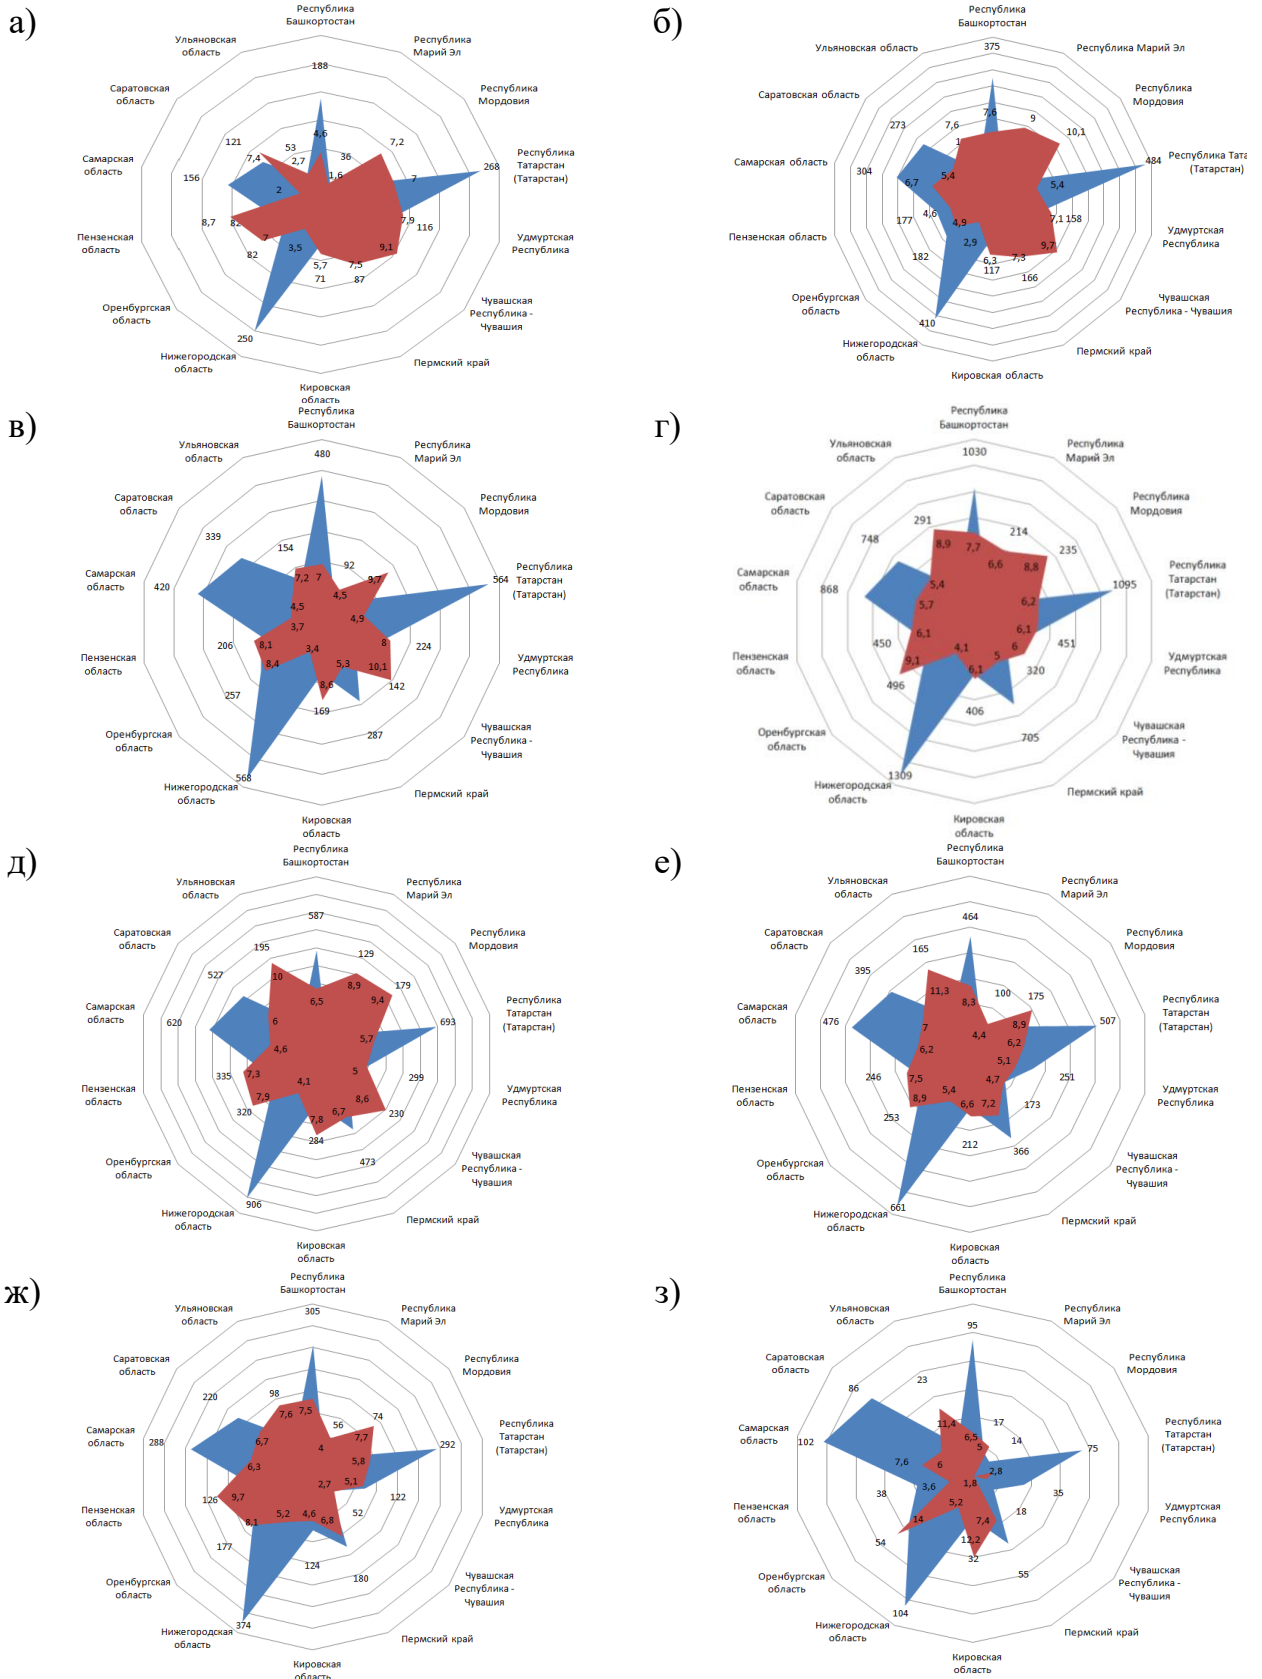 а)
Республика
Башкортостан
Республика
Марий Эл
Республика
Мордовия
Республика
Татарстан
(Татарстан)
Удмуртская
Республика
Чувашская
Республика -
Чувашия
Пермский край
Кировская
область
Нижегородская
область
Оренбургская
область
Пензенская
область
Самарская
область
Саратовская
область
Ульяновская
область
188
36
7,2
268
116
87
71
250
82
8,7
156
121
53
4,6
1,6
7
7,9
9,1
7,5
5,7
3,5
7
82
2
7,4
2,7
б)
Республика
Башкортостан
Республика Марий Эл
Республика
Мордовия
Республика Тата
(Татарстан)
Удмуртская
Республика
Чувашская
Республика - Чувашия
Пермский край
Кировская область
Нижегородская
область
Оренбургская
область
Пензенская область
Самарская область
Саратовская область
Ульяновская область
375
9
10,1
484
158
166
117
410
182
177
304
273
7,6
7,6
5,4
7,1
9,7
7,3
6,3
2,9
4,9
4,6
6,7
5,4
в)
Республика
Башкортостан
Республика
Марий Эл
Республика
Мордовия
Республика
Татарстан
(Татарстан)
Удмуртская
Республика
Чувашская
Республика -
Чувашия
Пермский край
Кировская
область
Нижегородская
область
Оренбургская
область
Пензенская
область
Самарская
область
Саратовская
область
Ульяновская
область
480
92
9,7
564
224
142
287
169
568
257
206
420
339
154
7
4,5
4,9
8
10,1
5,3
8,6
3,4
8,4
8,1
3,7
4,5
7,2
г)
Республика
Башкортостан
Республика
Марий Эл
Республика
Мордовия
Республика
Татарстан
(Татарстан)
Удмуртская
Республика
Чувашская
Республика -
Чувашия
Пермский край
Кировская
область
Нижегородская
область
Оренбургская
область
Пензенская
область
Самарская
область
Саратовская
область
Ульяновская
область
1030
214
235
1095
451
320
705
406
1309
496
450
868
748
291
7,7
6,6
8,8
6,2
6,1
6
5
6,1
4,1
9,1
6,1
5,7
5,4
8,9
д)
Республика
Башкортостан
Республика
Марий Эл
Республика
Мордовия
Республика
Татарстан
(Татарстан)
Удмуртская
Республика
Чувашская
Республика -
Чувашия
Пермский край
Кировская
область
Нижегородская
область
Оренбургская
область
Пензенская
область
Самарская
область
Саратовская
область
Ульяновская
область
587
129
179
693
299
230
473
284
906
320
335
620
527
195
6,5
8,9
9,4
5,7
5
8,6
6,7
7,8
4,1
7,9
7,3
4,6
6
10
е)
Республика
Башкортостан
Республика
Марий Эл
Республика
Мордовия
Республика
Татарстан
(Татарстан)
Удмуртская
Республика
Чувашская
Республика -
Чувашия
Пермский край
Кировская
область
Нижегородская
область
Оренбургская
область
Пензенская
область
Самарская
область
Саратовская
область
Ульяновская
область
464
100
175
507
251
173
366
212
661
253
246
476
395
165
8,3
4,4
8,9
6,2
5,1
4,7
7,2
6,6
5,4
8,9
7,5
6,2
7
11,3
ж)
Республика
Башкортостан
Республика
Марий Эл
Республика
Мордовия
Республика
Татарстан
(Татарстан)
Удмуртская
Республика
Чувашская
Республика -
Чувашия
Пермский край
Кировская
область
Нижегородская
область
Оренбургская
область
Пензенская
область
Самарская
область
Саратовская
область
Ульяновская
область
305
56
74
292
122
52
180
124
374
177
126
288
220
98
7,5
4
7,7
5,8
5,1
2,7
6,8
4,6
5,2
8,1
9,7
6,3
6,7
7,6
з)
Республика
Башкортостан
Республика
Марий Эл
Республика
Мордовия
Республика
Татарстан
(Татарстан)
Удмуртская
Республика
Чувашская
Республика -
Чувашия
Пермский край
Кировская
область
Нижегородская
область
Оренбургская
область
Пензенская
область
Самарская
область
Саратовская
область
Ульяновская
область
95
17
14
75
35
18
55
32
104
54
38
102
86
23
6,5
5
2,8
1,8
7,4
12,2
5,2
14
3,6
7,6
6
11,4